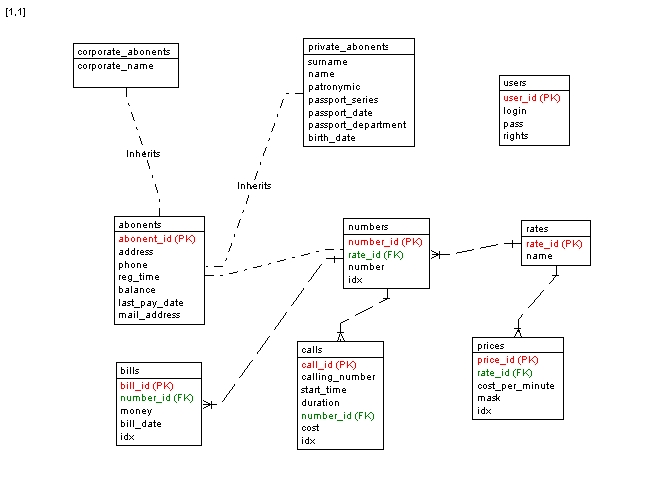 [1,1]
corporate_abonents
corporate_name
private_abonents
surname
name
patronymic
passport_series
passport_date
passport_department
birth_date
users
user_id (PK)
login
pass
rights
Inherits
Inherits
abonents
abonent_id (PK)
address
phone
reg_time
balance
last_pay_date
mail_address
numbers
number_id (PK)
rate_id (FK)
number
idx
rates
rate_id (PK)
name
bills
bill_id (PK)
number_id (FK)
money
bill_date
idx
calls
call_id (PK)
calling_number
start_time
duration
number_id (FK)
cost
idx
prices
price_id (PK)
rate_id (FK)
cost_per_minute
mask
idx